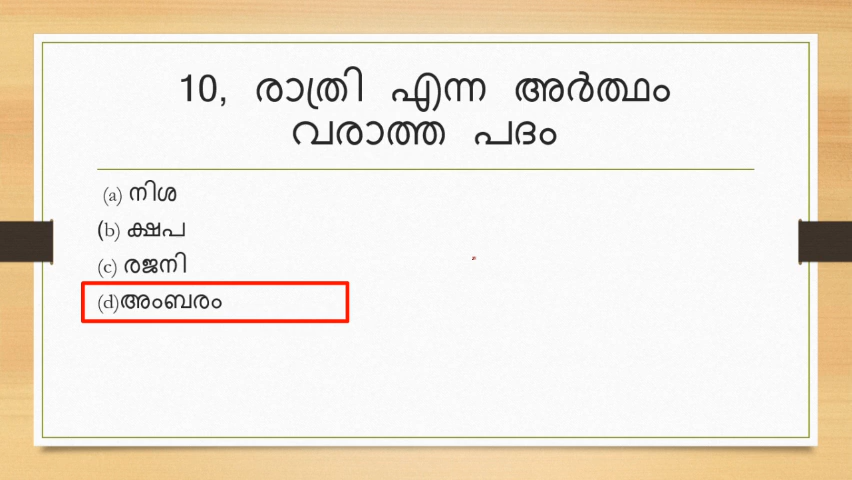 10, രാത്രി എന്ന അർത്ഥം
വരാത്ത പദം
(a) നിശ
(b) ക്ഷപ
(c) രജനി
(d)അംബരം